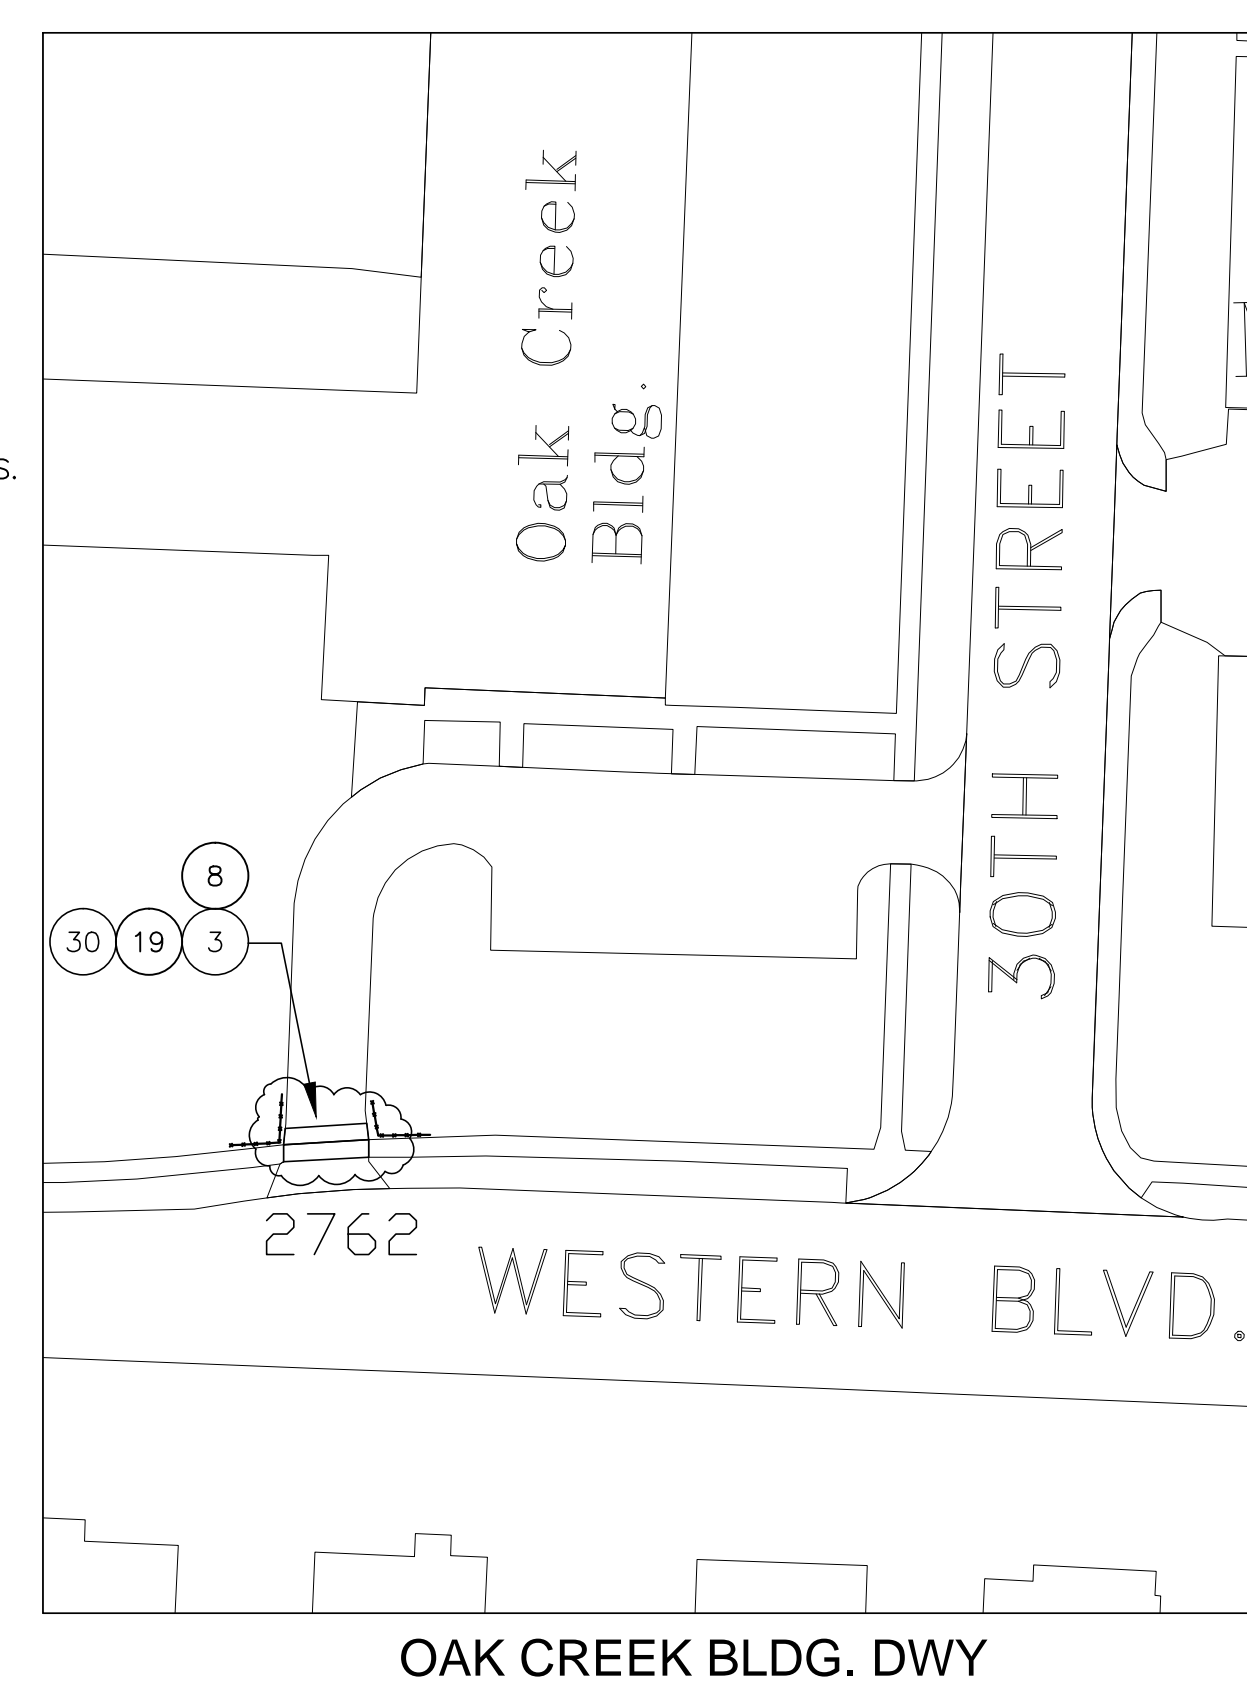 Oak Creek
Bldg.
30TH STREET
S.
8
30 19 3
2762
WESTERN BLVD.
OAK CREEK BLDG. DWY